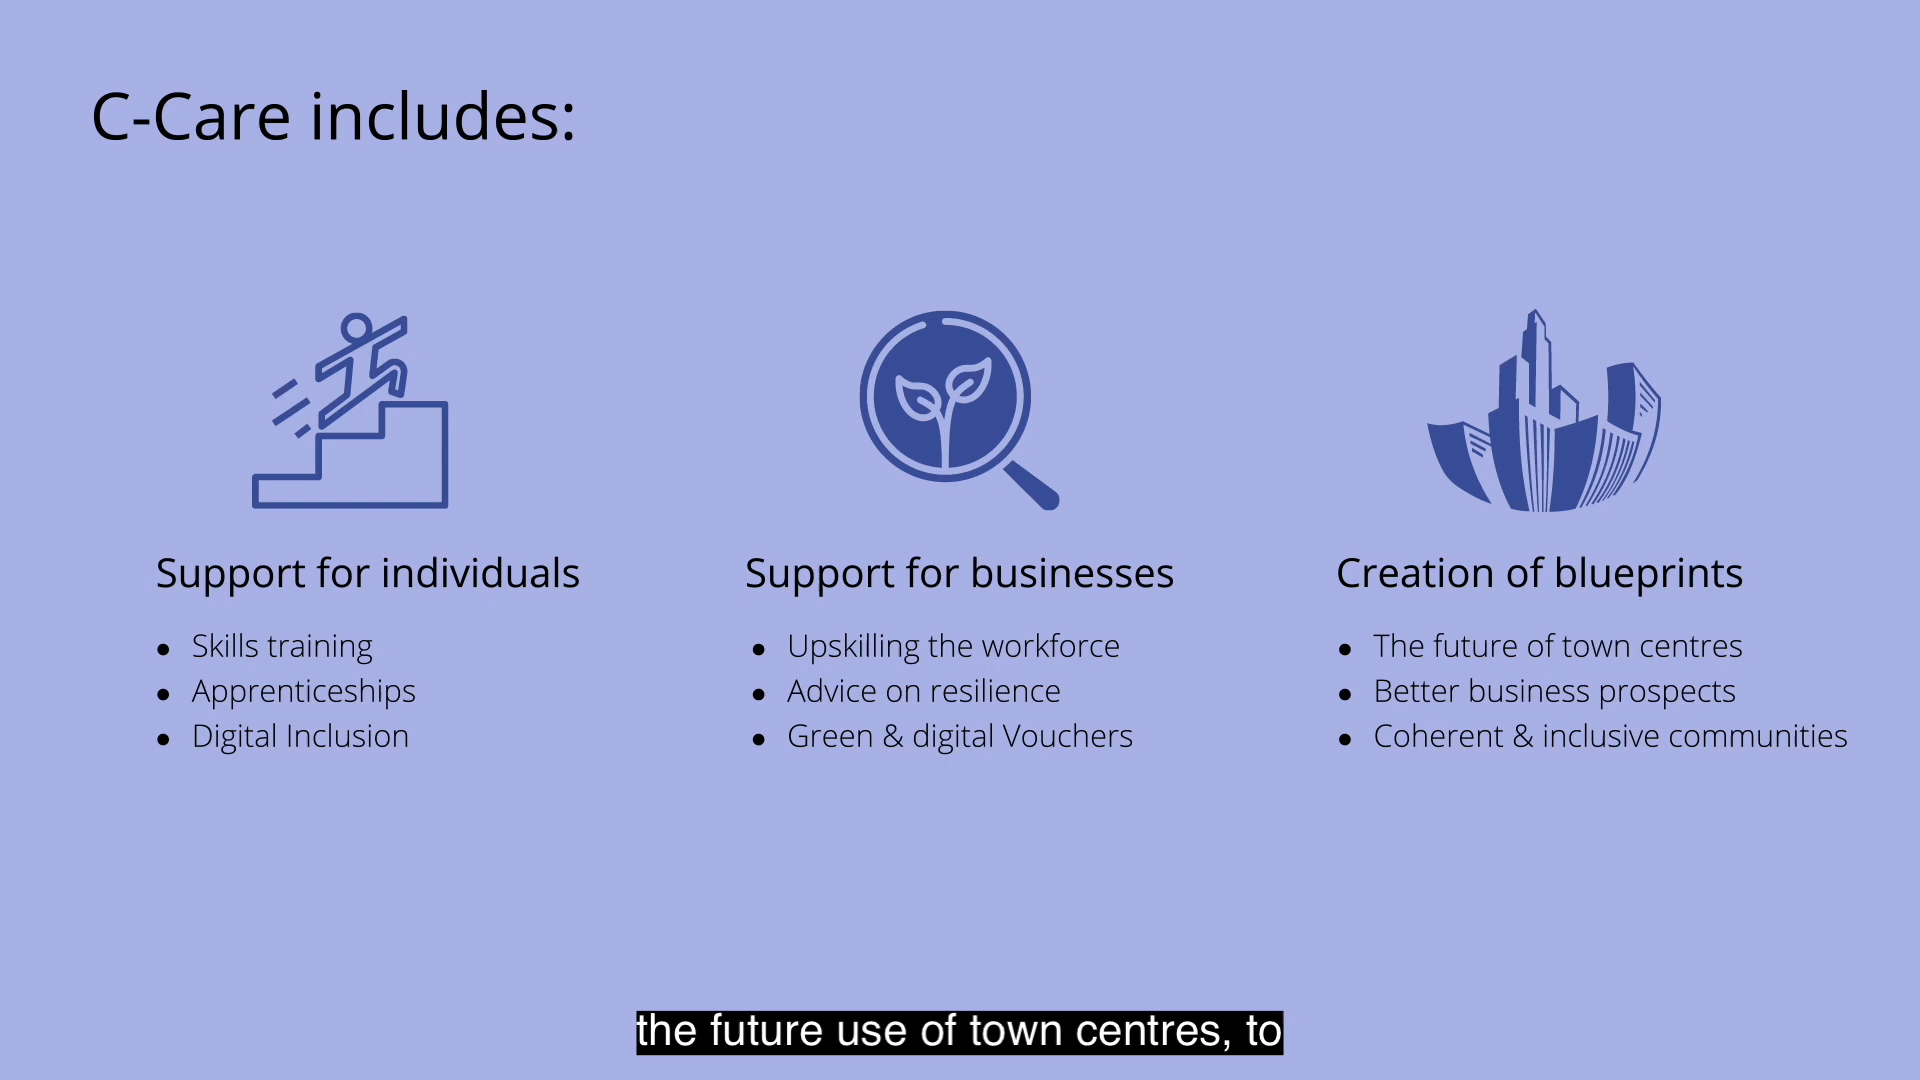 C-Care includes:
Support for individuals
• Skills training
• Apprenticeships
• Digital Inclusion
Support for businesses
• Upskilling the workforce
• Advice on resilience
• Green & digital Vouchers
Creation of blueprints
• The future of town centres
• Better business prospects
• Coherent & inclusive communities
the future use of town centres, to